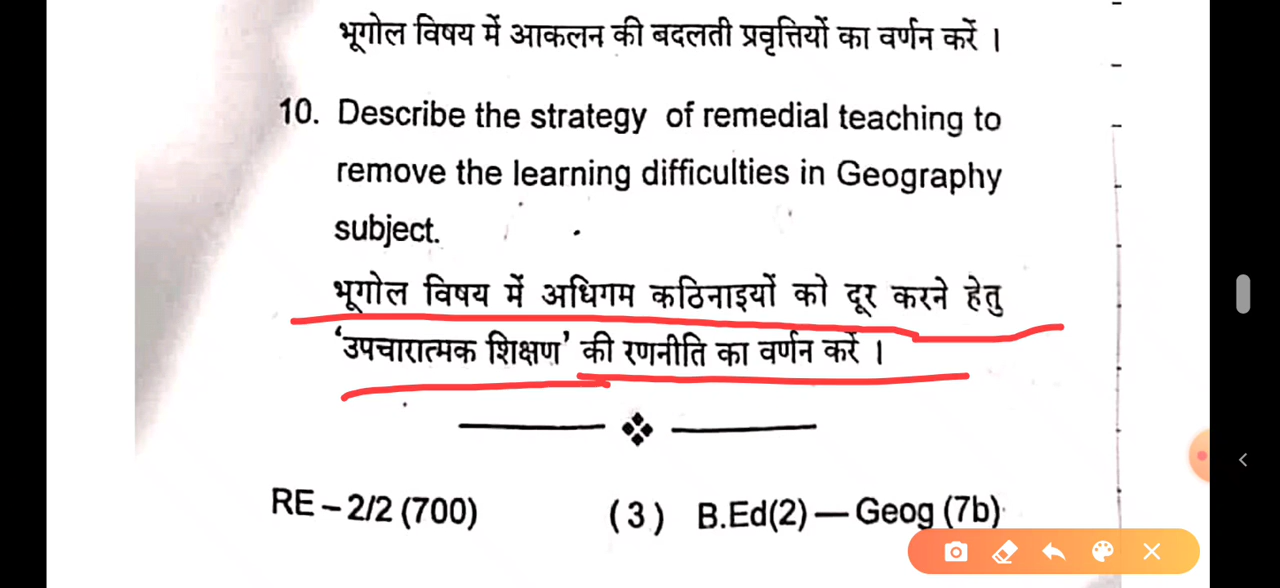 भूगोल विषय में आकलन की बदलती प्रवृत्तियों का वर्णन करें ।
10. Describe the strategy of remedial teaching to
remove the learning difficulties in Geography
subject.
भूगोल विषय में अधिगम कठिनाइयों को दूर करने हेतु
‘उपचारात्मक शिक्षण’ की रणनीति का वर्णन करें ।
RE – 2/2 (700) (3) B.Ed(2) — Geog (7b)